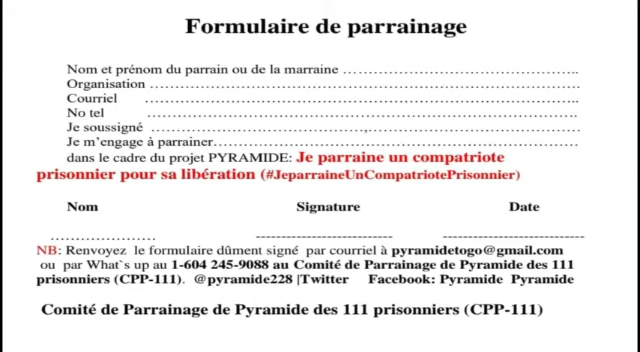 Formulaire de parrainage
Nom et prénom du parrain ou de la marraine ………………………………………..
Organisation ……………………………………………………………………………
Courriel ……………………………………………………………………..
No tel ……………………………………………………………………
Je soussigné …………………………………,…………………………………
Je m’engage à parrainer………………………………………………………………
dans le cadre du projet PYRAMIDE: Je parraine un compatriote
prisonnier pour sa libération (#JeparraineUnCompatriotePrisonnier)
Nom Signature Date
………………… ---------------------------- -----------------------------
NB: Renvoyez le formulaire dûment signé par courriel à pyramidetogo@gmail.com
ou par What`s up au 1-604 245-9088 au Comité de Parrainage de Pyramide des 111
prisonniers (CPP-111). @pyramide228 |Twitter Facebook: Pyramide Pyramide
Comité de Parrainage de Pyramide des 111 prisonniers (CPP-111)